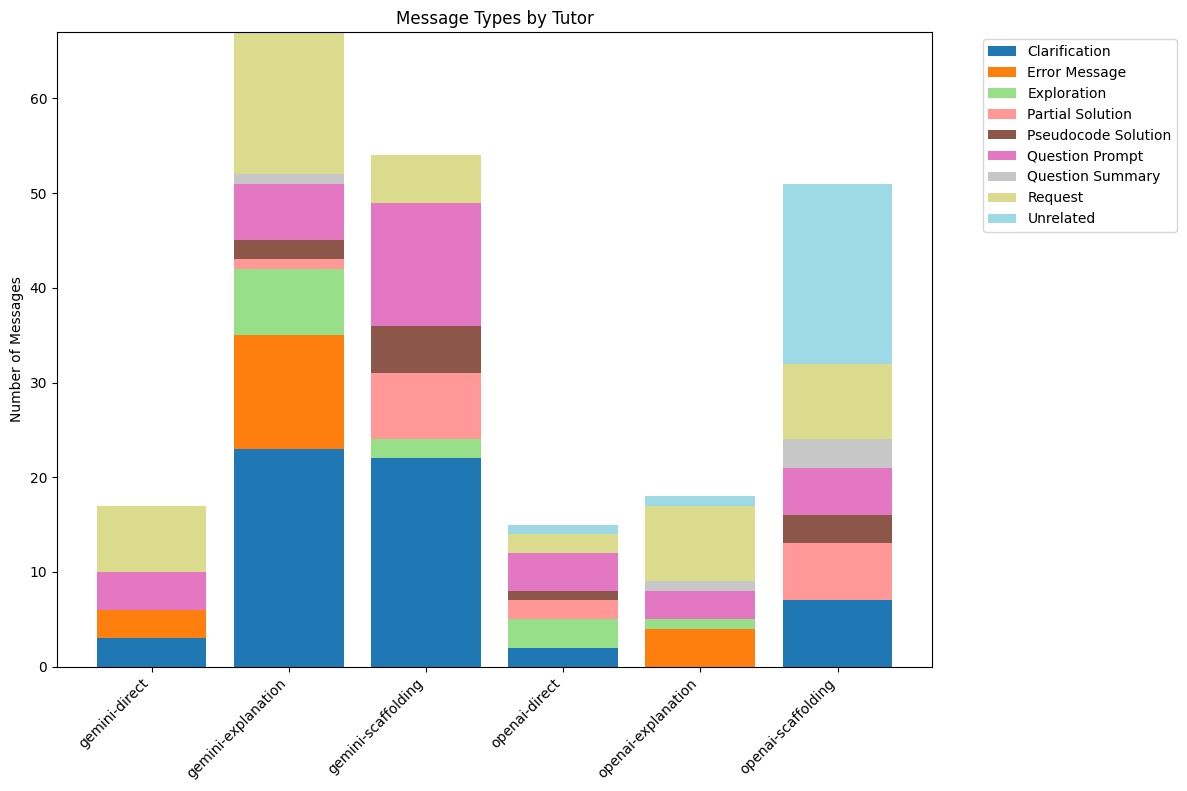 Message Types by Tutor
Number of Messages
60
50
40
30
20
10
0
gemini-direct
gemini-explanation
gemini-scaffolding
openai-direct
openai-explanation
openai-scaffolding
Clarification
Error Message
Exploration
Partial Solution
Pseudocode Solution
Question Prompt
Question Summary
Request
Unrelated